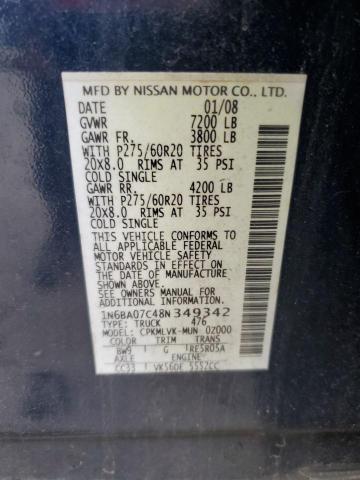 MFD BY NISSAN MOTOR CO., LTD.
DATE 01/08
GVWR 7200 LB
GAWR FR. 3800 LB
WITH P275/60R20 TIRES
20X8.0 RIMS AT 35 PSI
COLD SINGLE
GAWR RR. 4200 LB
WITH P275/60R20 TIRES
20X8.0 RIMS AT 35 PSI
COLD SINGLE
THIS VEHICLE CONFORMS TO
ALL APPLICABLE FEDERAL
MOTOR VEHICLE SAFETY
STANDARDS IN EFFECT ON THE
DATE OF MANUFACTURE
SHOWN ABOVE.
SEE OWNERS MANUAL FOR
ADDITIONAL INFORMATION.
1N6BA07C48N349342
TYPE: TRUCK 476
MODEL: CPKMLVK-MUN 02000
COLOR TRIM TRANS
BW9 G RE5R05A
AXLE ENGINE
CC33 VK56DE 5552CC